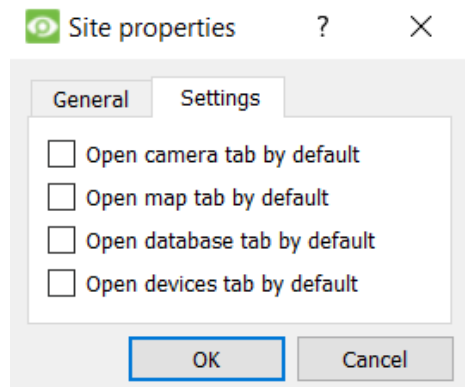 Site properties ?
General Settings
Open camera tab by default
Open map tab by default
Open database tab by default
Open devices tab by default
OK Cancel